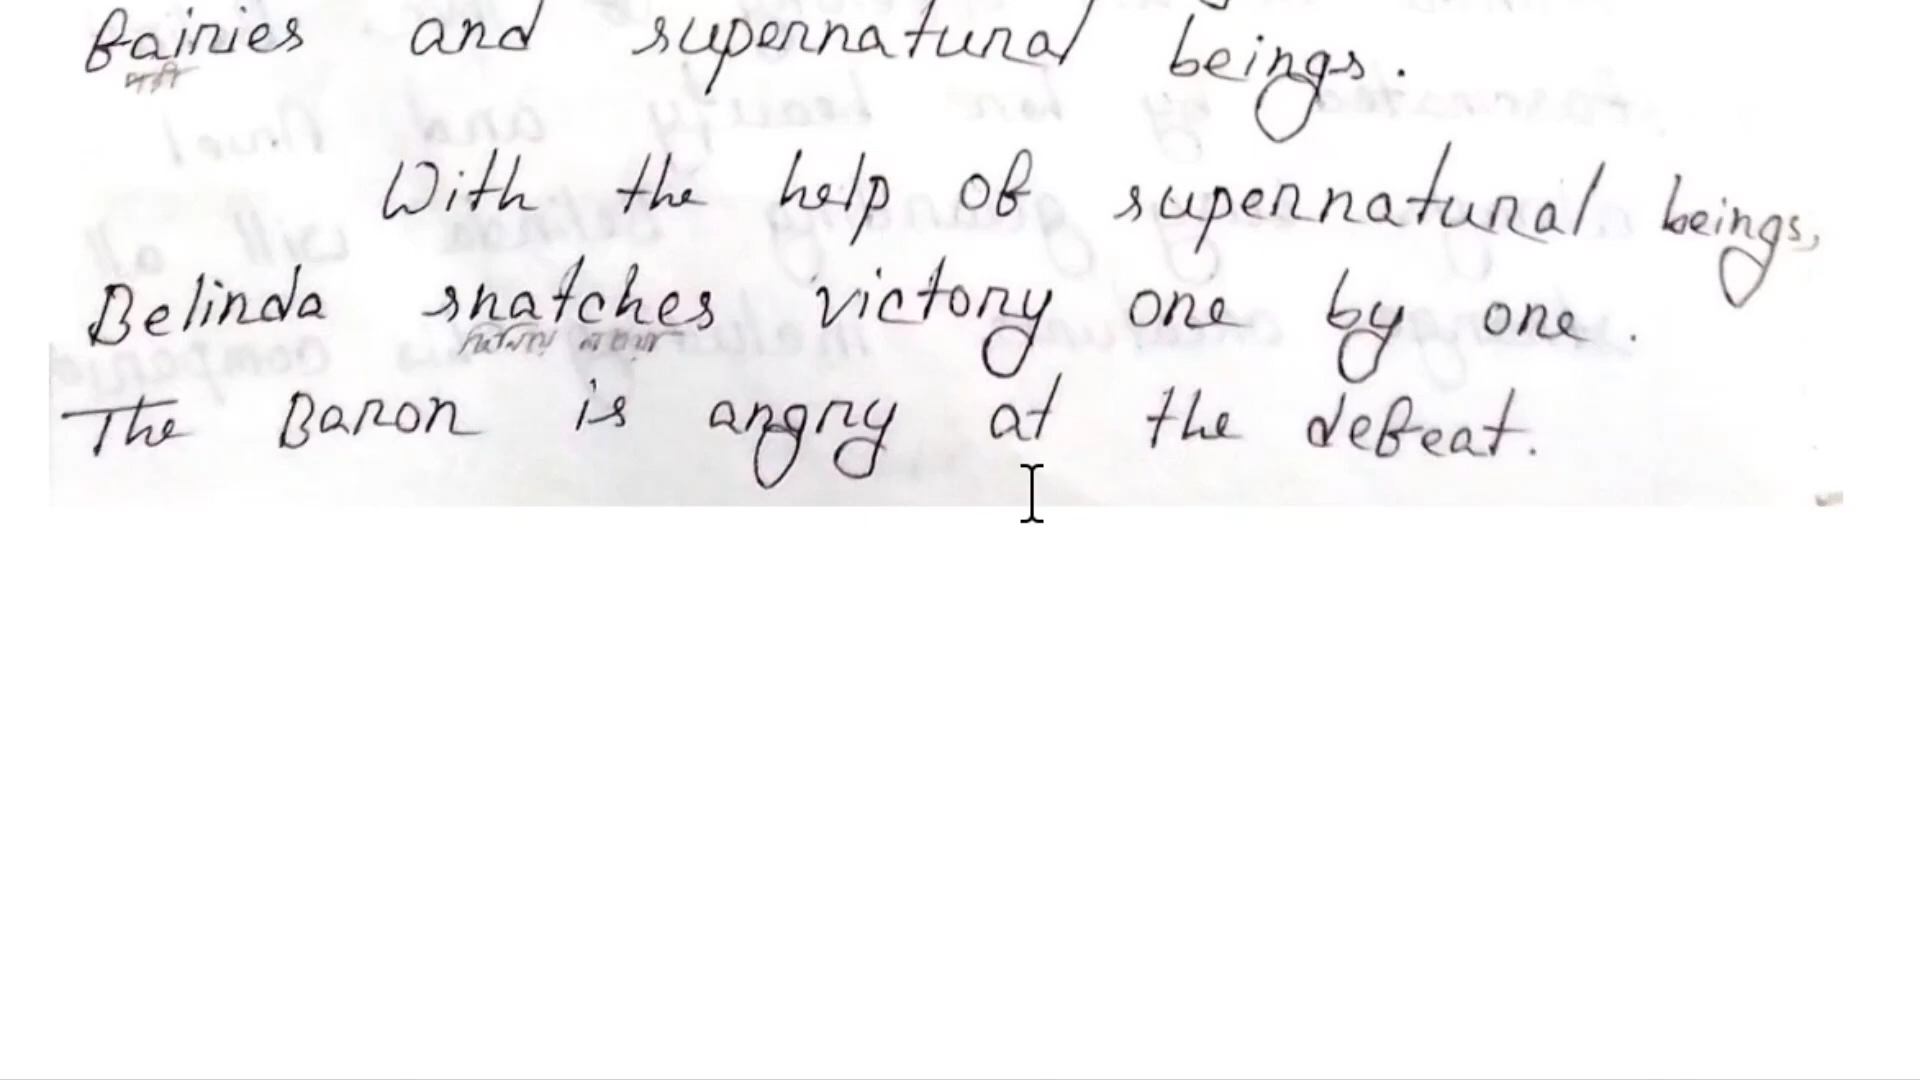 fairies and supernatural beings.
With the help of supernatural beings,
Belinda snatches victory one by one.
The Baron is angry at the defeat.